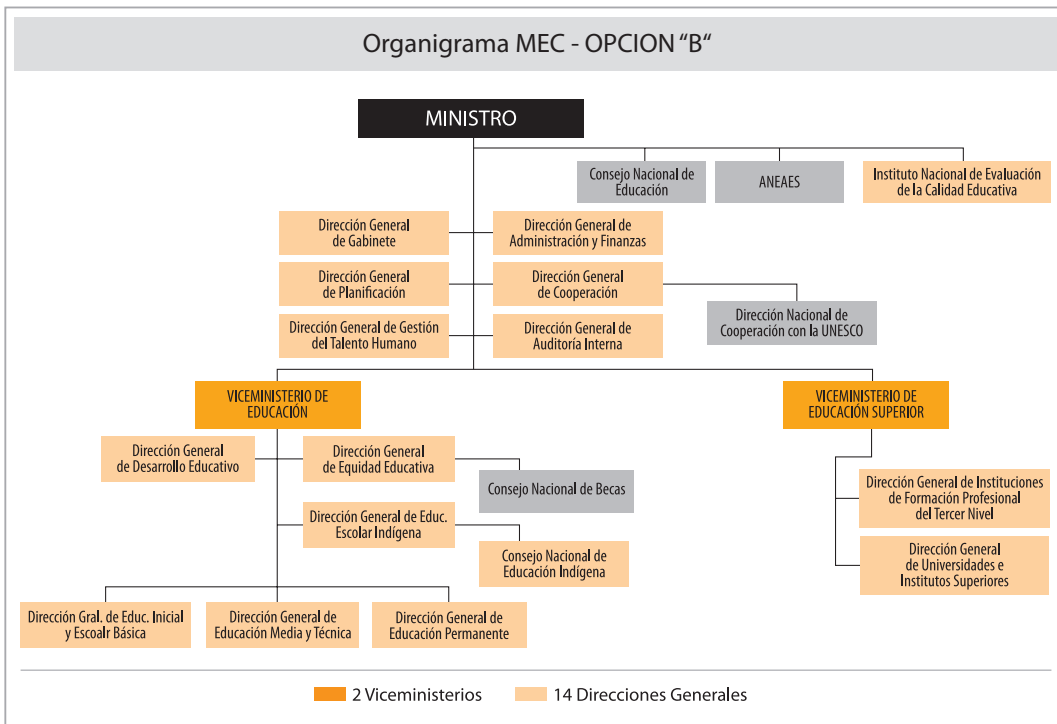 Organigrama MEC - OPCION "B“
MINISTRO
Consejo Nacional de
Educación
ANEAES
Instituto Nacional de Evaluación
de la Calidad Educativa
Dirección General
de Gabinete
Dirección General de
Administración y Finanzas
Dirección General
de Planificación
Dirección General
de Cooperación
Dirección Nacional de
Cooperación con la UNESCO
Dirección General de Gestión
del Talento Humano
Dirección General de
Auditoría Interna
VICEMINISTERIO DE
EDUCACIÓN
VICEMINISTERIO DE
EDUCACIÓN SUPERIOR
Dirección General
de Desarrollo Educativo
Dirección General
de Equidad Educativa
Consejo Nacional de Becas
Dirección General de Educ.
Escolar Indígena
Consejo Nacional de
Educación Indígena
Dirección General de Instituciones
de Formación Profesional
del Tercer Nivel
Dirección General
de Universidades e
Institutos Superiores
Dirección Gral. de Educ. Inicial
y Escoalr Básica
Dirección General de
Educación Media y Técnica
Dirección General de
Educación Permanente
2 Viceministerios
14 Direcciones Generales